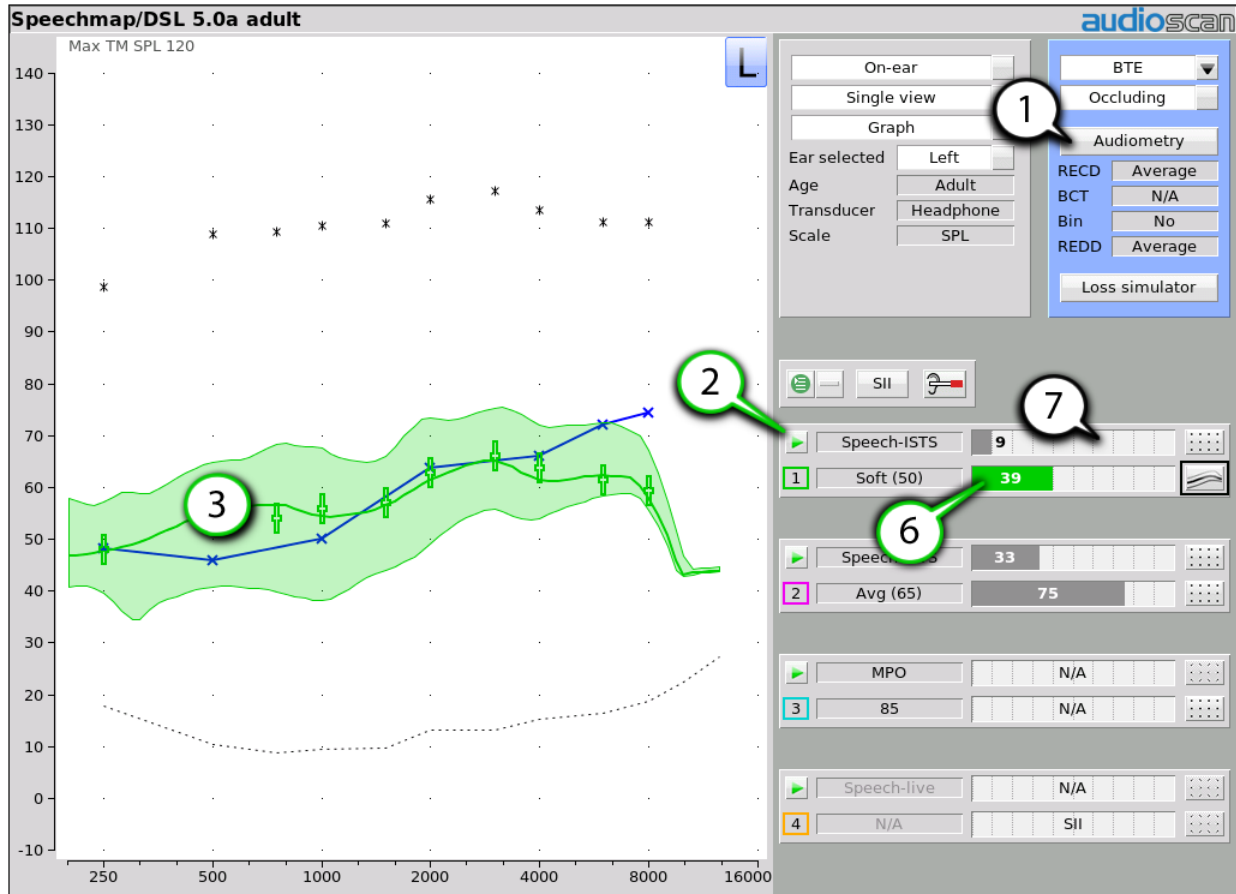 Speechmap/DSL 5.0a adult
audioscan
Max TM SPL 120
L
140
130
120
110
100
90
80
70
60
50
40
30
20
10
0
-10
250 500 1000 2000 4000 8000 16000
2
3
On-ear
Single view
Graph
Ear selected Left
Age Adult
Transducer Headphone
Scale SPL
1
BTE
Occluding
Audiometry
RECD Average
BCT N/A
Bin No
REDD Average
Loss simulator
SII
7
Speech-ISTS 9
1 Soft (50) 39
6
33
2 Avg (65) 75
MPO N/A
3 85 N/A
Speech-live N/A
4 N/A SII